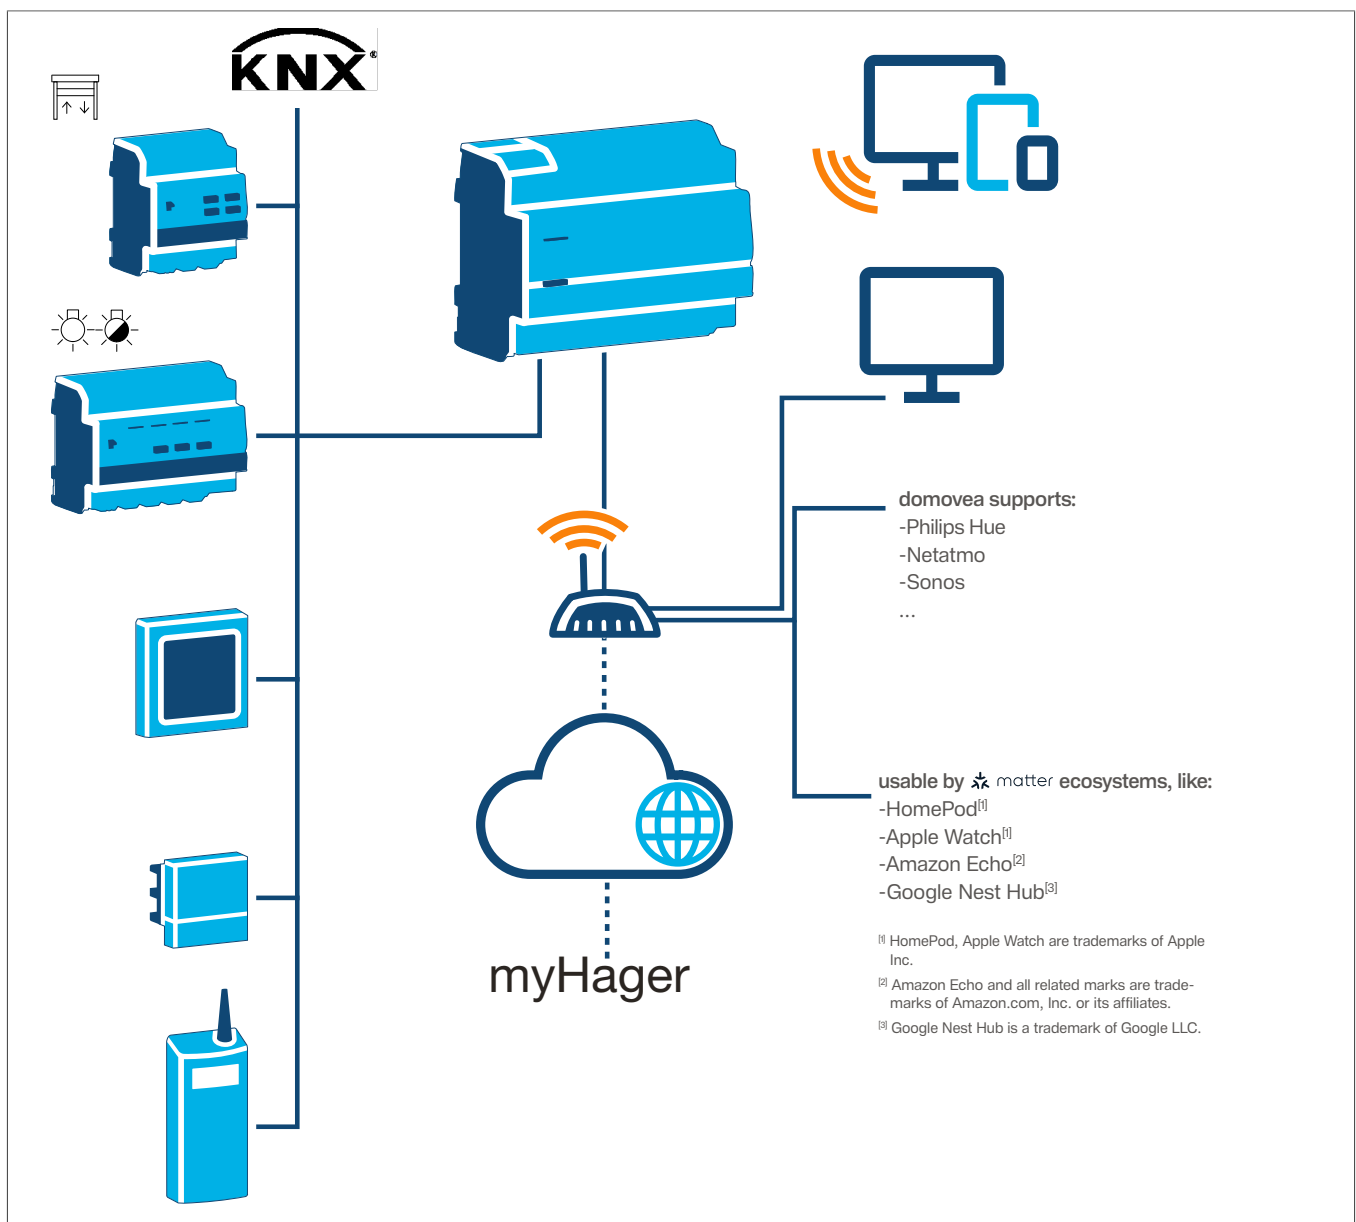 KNX®
domovea supports:
-Philips Hue
-Netatmo
-Sonos
...
usable by matter ecosystems, like:
-HomePod[1]
-Apple Watch[1]
-Amazon Echo[2]
-Google Nest Hub[3]
[1] HomePod, Apple Watch are trademarks of Apple
Inc.
[2] Amazon Echo and all related marks are trade-
marks of Amazon.com, Inc. or its affiliates.
[3] Google Nest Hub is a trademark of Google LLC.
myHager